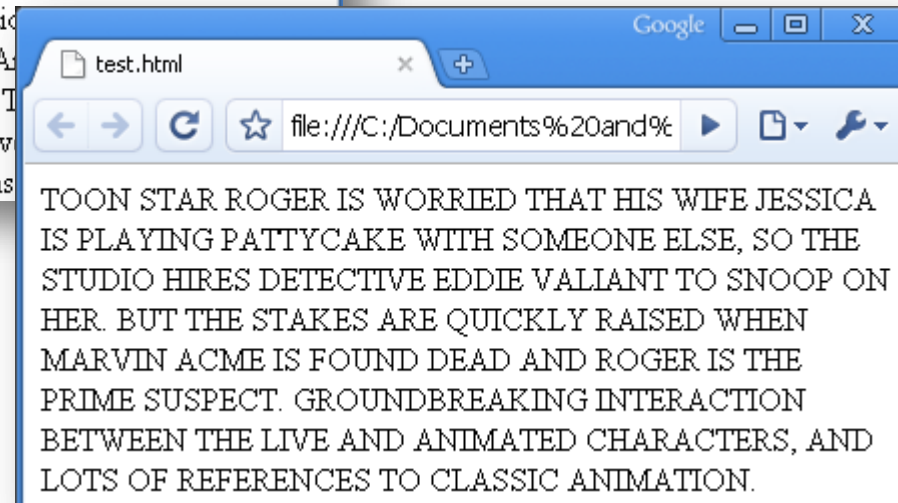 Google
test.html
file:///C:/Documents%20and%
TOON STAR ROGER IS WORRIED THAT HIS WIFE JESSICA
IS PLAYING PATTYCAKE WITH SOMEONE ELSE, SO THE
STUDIO HIRES DETECTIVE EDDIE VALIANT TO SNOOP ON
HER. BUT THE STAKES ARE QUICKLY RAISED WHEN
MARVIN ACME IS FOUND DEAD AND ROGER IS THE
PRIME SUSPECT. GROUNDBREAKING INTERACTION
BETWEEN THE LIVE AND ANIMATED CHARACTERS, AND
LOTS OF REFERENCES TO CLASSIC ANIMATION.